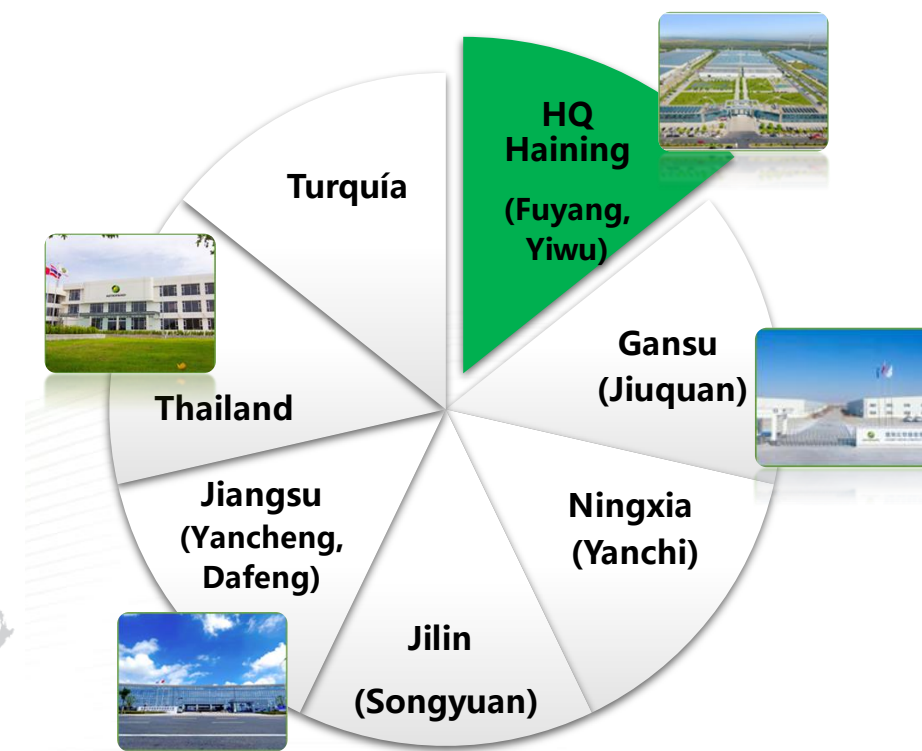 HQ
Haining
(Fuyang,
Yiwu)
Gansu
(Jiuquan)
Ningxia
(Yanchi)
Jilin
(Songyuan)
Jiangsu
(Yancheng,
Dafeng)
Thailand
Turquía